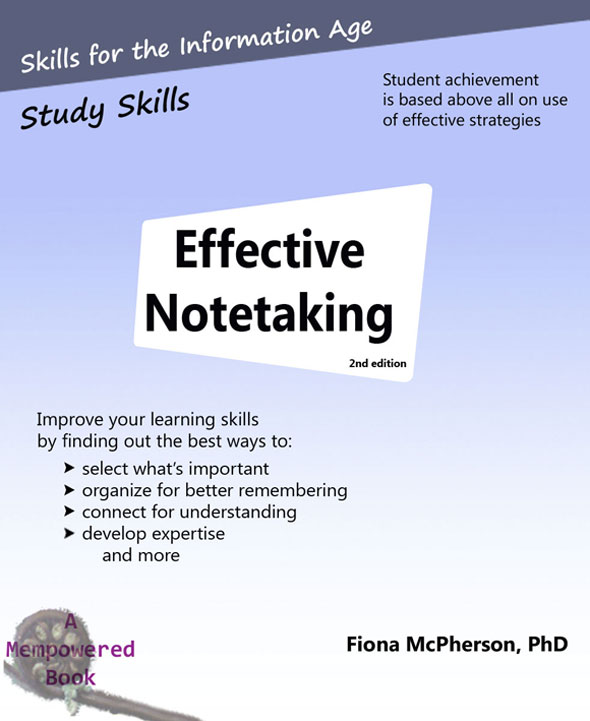 Skills for the Information Age
Study Skills
Student achievement
is based above all on use
of effective strategies
Effective
Notetaking
2nd edition
Improve your learning skills
by finding out the best ways to:
➤ select what's important
➤ organize for better remembering
➤ connect for understanding
➤ develop expertise
and more
A
Mempowered
Book
Fiona McPherson, PhD